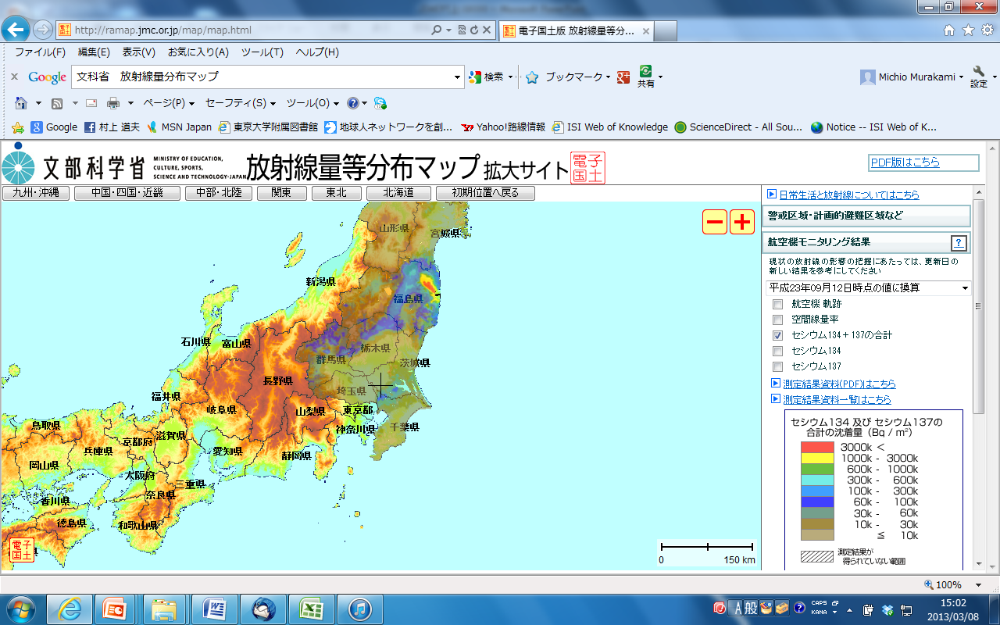 http://ramap.jmc.or.jp/map/map.html
電子国土版 放射線量等分...
ファイル(F) 編集(E) 表示(V) お気に入り(A) ツール(T) ヘルプ(H)
x Google 文科省 放射線量分布マップ 検索 ブックマーク 共有 Michio Murakami 設定
ページ(P) セーフティ(S) ツール(O)
Google 村上 道夫 MSN Japan 東京大学附属図書館 地球人ネットワークを創... Yahoo!路線情報 ISI Web of Knowledge ScienceDirect - All Sou... Notice -- ISI Web of K...
文部科学省
MINISTRY OF EDUCATION,
CULTURE, SPORTS,
SCIENCE AND TECHNOLOGY-JAPAN
放射線量等分布マップ 拡大サイト
電子
国土
PDF版はこちら
九州・沖縄 中国・四国・近畿 中部・北陸 関東 東北 北海道 初期位置へ戻る
山形県
宮城県
新潟県
福島県
石川県
富山県
栃木県
群馬県
茨城県
長野県
埼玉県
福井県
岐阜県
山梨県
東京都
鳥取県
神奈川県
千葉県
滋賀県
京都府
兵庫県
愛知県
静岡県
岡山県
大阪府
三重県
奈良県
香川県
徳島県
和歌山県
電子
国土
県
0 150 km
日常生活と放射線についてはこちら
警戒区域・計画的避難区域など
航空機モニタリング結果 ?
現状の放射線の影響の把握にあたっては、更新日の
新しい結果を参考にしてください
平成23年09月12日時点の値に換算
航空機 軌跡
空間線量率
セシウム134+137の合計
セシウム134
セシウム137
測定結果資料(PDF)はこちら
測定結果資料一覧はこちら
セシウム134 及び セシウム137の
合計の沈着量 (Bq / m²)
3000k <
1000k - 3000k
600k - 1000k
300k - 600k
100k - 300k
60k - 100k
30k - 60k
10k - 30k
≦ 10k
測定結果が
得られていない範囲
100%
A 般 CAPS
KANA
15:02
2013/03/08